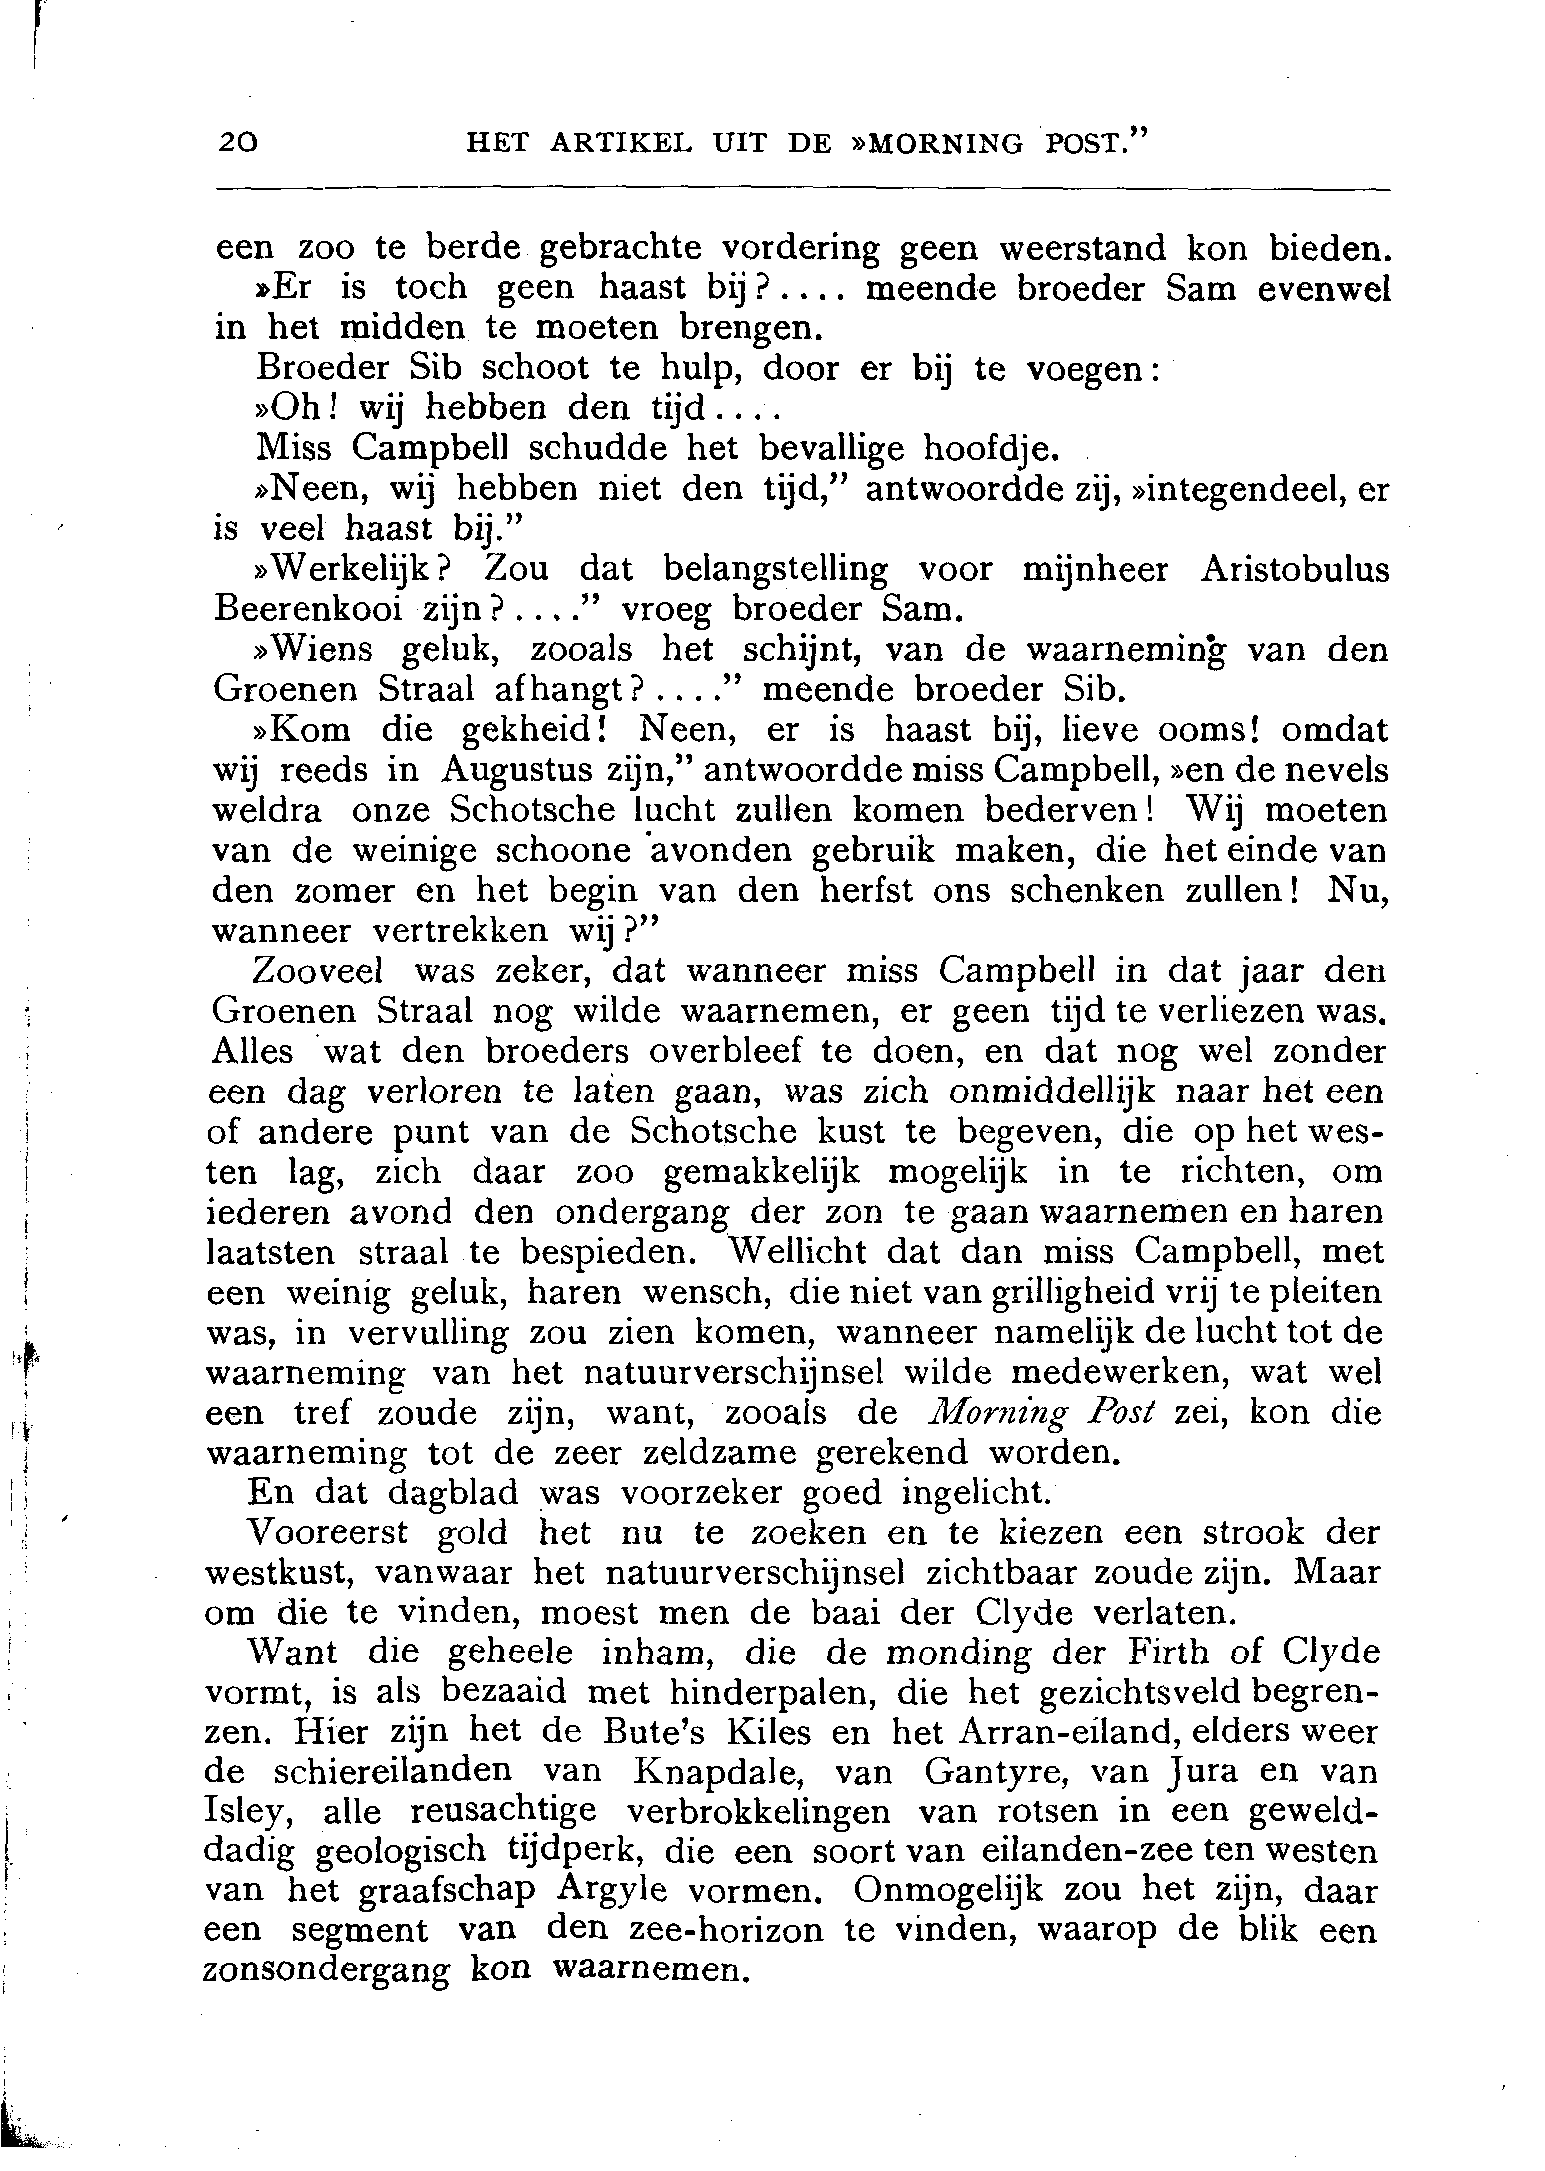 20 HET ARTIKEL UIT DE »MORNING POST.”
een zoo te berde gebrachte vordering geen weerstand kon bieden.
»Er is toch geen haast bij?.... meende broeder Sam evenwel
in het midden te moeten brengen.
Broeder Sib schoot te hulp, door er bij te voegen:
»Oh! wij hebben den tijd....
Miss Campbell schudde het bevallige hoofdje.
»Neen, wij hebben niet den tijd,” antwoordde zij, »integendeel, er
is veel haast bij.”
»Werkelijk? Zou dat belangstelling voor mijnheer Aristobulus
Beerenkooi zijn?....” vroeg broeder Sam.
»Wiens geluk, zooals het schijnt, van de waarneming van den
Groenen Straal afhangt?....” meende broeder Sib.
»Kom die gekheid! Neen, er is haast bij, lieve ooms! omdat
wij reeds in Augustus zijn,” antwoordde miss Campbell, »en de nevels
weldra onze Schotsche lucht zullen komen bederven! Wij moeten
van de weinige schoone avonden gebruik maken, die het einde van
den zomer en het begin van den herfst ons schenken zullen! Nu,
wanneer vertrekken wij?”
Zooveel was zeker, dat wanneer miss Campbell in dat jaar den
Groenen Straal nog wilde waarnemen, er geen tijd te verliezen was.
Alles wat den broeders overbleef te doen, en dat nog wel zonder
een dag verloren te laten gaan, was zich onmiddellijk naar het een
of andere punt van de Schotsche kust te begeven, die op het wes-
ten lag, zich daar zoo gemakkelijk mogelijk in te richten, om
iederen avond den ondergang der zon te gaan waarnemen en haren
laatsten straal te bespieden. Wellicht dat dan miss Campbell, met
een weinig geluk, haren wensch, die niet van grilligheid vrij te pleiten
was, in vervulling zou zien komen, wanneer namelijk de lucht tot de
waarneming van het natuurverschijnsel wilde medewerken, wat wel
een tref zoude zijn, want, zooals de Morning Post zei, kon die
waarneming tot de zeer zeldzame gerekend worden.
En dat dagblad was voorzeker goed ingelicht.
Vooreerst gold het nu te zoeken en te kiezen een strook der
westkust, vanwaar het natuurverschijnsel zichtbaar zoude zijn. Maar
om die te vinden, moest men de baai der Clyde verlaten.
Want die geheele inham, die de monding der Firth of Clyde
vormt, is als bezaaid met hinderpalen, die het gezichtsveld begren-
zen. Hier zijn het de Bute’s Kiles en het Arran-eiland, elders weer
de schiereilanden van Knapdale, van Gantyre, van Jura en van
Isley, alle reusachtige verbrokkelingen van rotsen in een geweld-
dadig geologisch tijdperk, die een soort van eilanden-zee ten westen
van het graafschap Argyle vormen. Onmogelijk zou het zijn, daar
een segment van den zee-horizon te vinden, waarop de blik een
zonsondergang kon waarnemen.